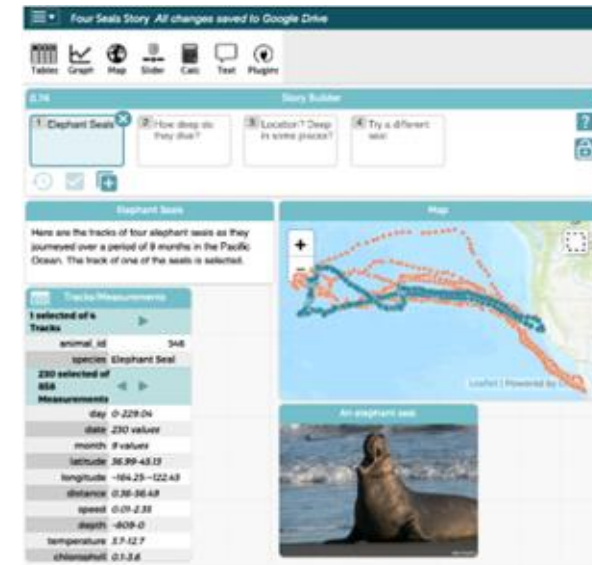 Four Seals Story All changes saved to Google Drive
Tables Graph Map Slider Calc Text Plugins
Story Builder
1 Elephant Seals
2 How deep do they dive?
3 Location? Deep in some places?
4 Try a different seal
Elephant Seals
Map
Here are the tracks of four elephant seals as they
journeyed over a period of 9 months in the Pacific
Ocean. The track of one of the seals is selected.
Tracks/Measurements
1 selected of 4
Tracks
animal_id
species Elephant Seal
230 selected of
858
Measurements
day 0-229.04
date 230 values
month 9 values
latitude 36.99-45.13
longitude -164.25--122.43
distance 0.36-56.49
speed 0.01-2.35
depth -609-0
temperature 3.7-12.7
chlorophyll 0.1-3.6
Leaflet | Powered by
An elephant seal